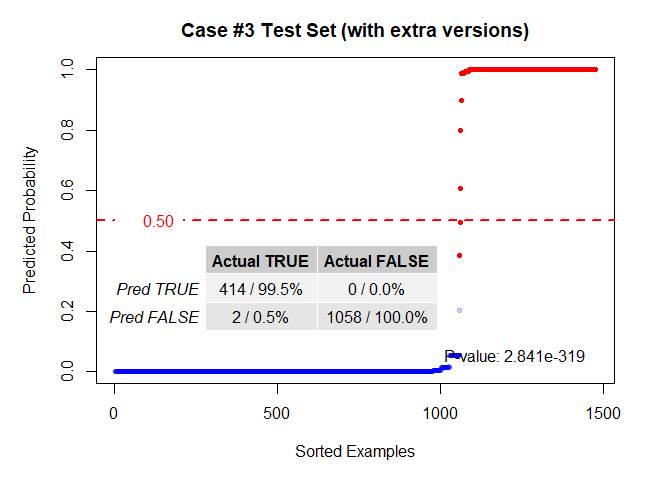 Case #3 Test Set (with extra versions)
Predicted Probability
1.0
0.8
0.6
0.4
0.2
0.0
0.50
Actual TRUE Actual FALSE
Pred TRUE 414 / 99.5% 0 / 0.0%
Pred FALSE 2 / 0.5% 1058 / 100.0%
P-value: 2.841e-319
0 500 1000 1500
Sorted Examples